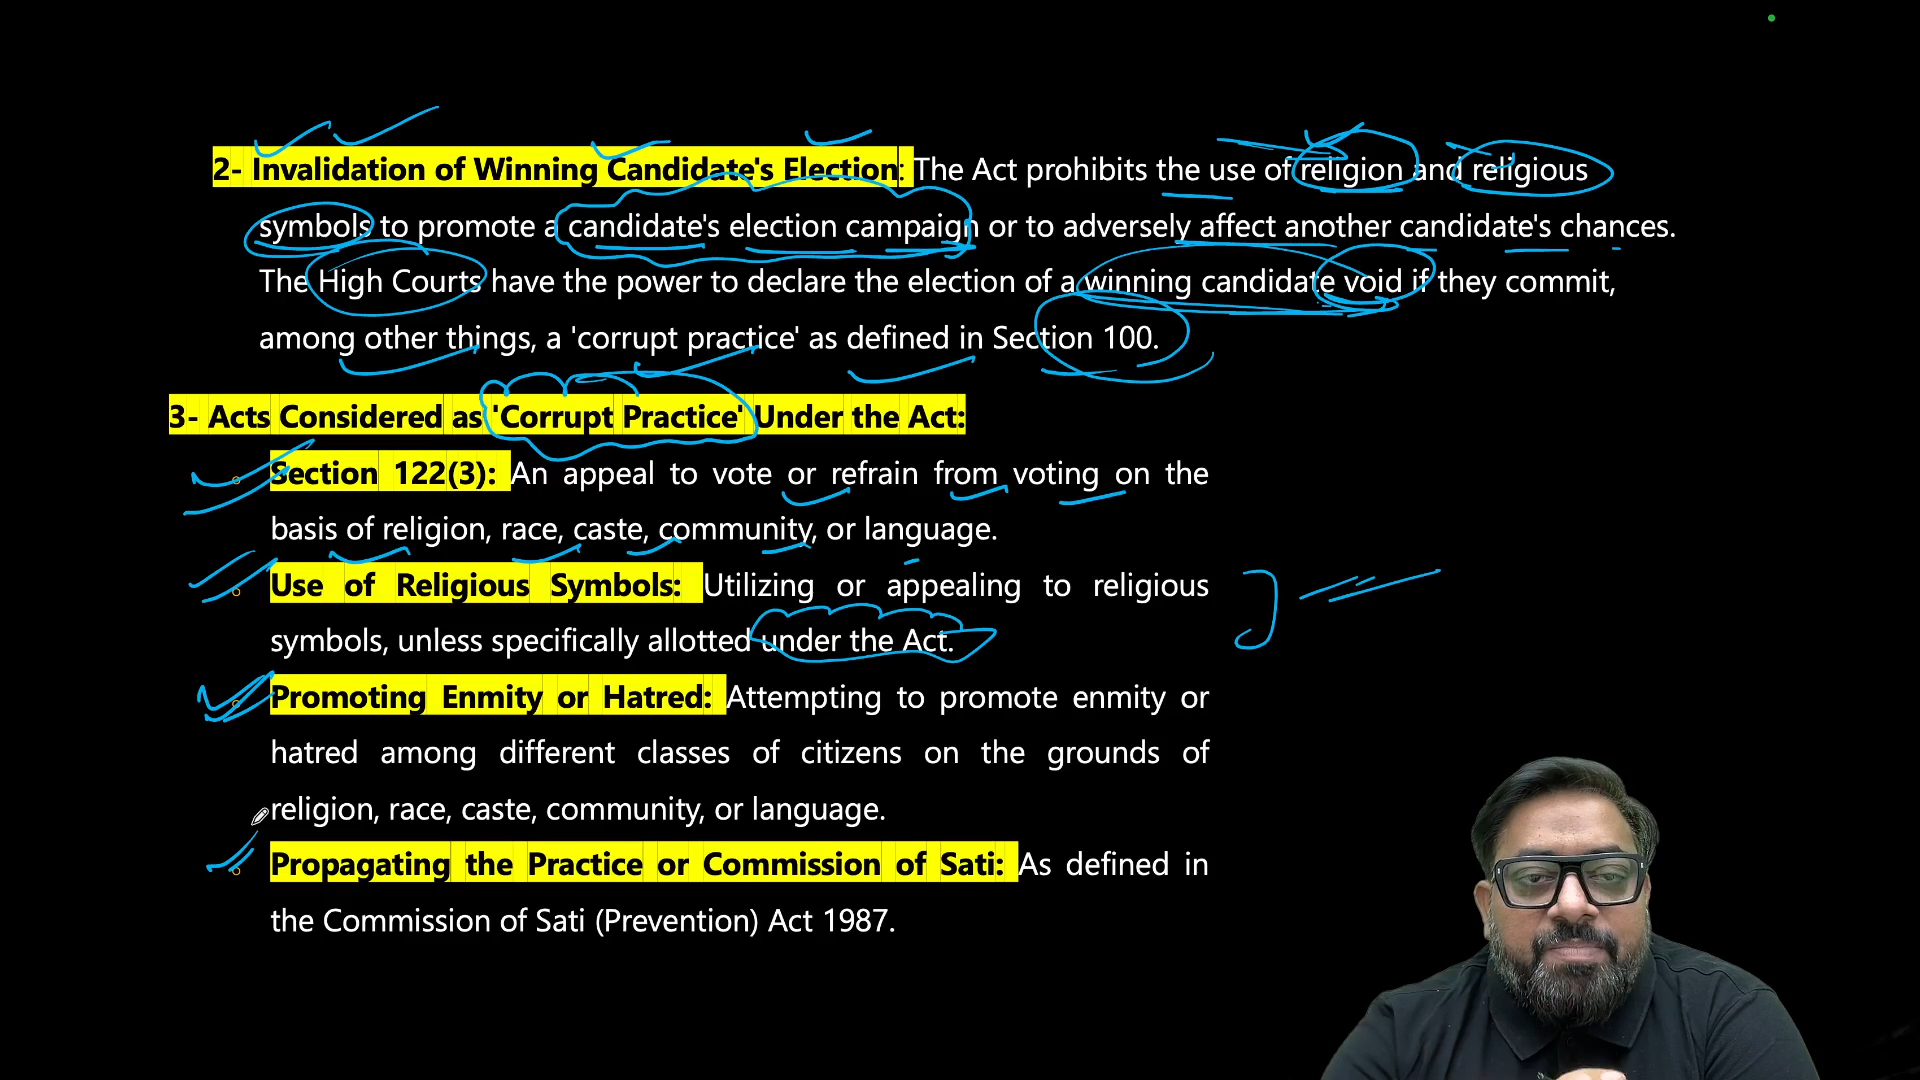 2- Invalidation of Winning Candidate's Election: The Act prohibits the use of religion and religious
symbols to promote a candidate's election campaign or to adversely affect another candidate's chances.
The High Courts have the power to declare the election of a winning candidate void if they commit,
among other things, a 'corrupt practice' as defined in Section 100.
3- Acts Considered as 'Corrupt Practice' Under the Act:
Section 122(3): An appeal to vote or refrain from voting on the
basis of religion, race, caste, community, or language.
Use of Religious Symbols: Utilizing or appealing to religious
symbols, unless specifically allotted under the Act.
Promoting Enmity or Hatred: Attempting to promote enmity or
hatred among different classes of citizens on the grounds of
religion, race, caste, community, or language.
Propagating the Practice or Commission of Sati: As defined in
the Commission of Sati (Prevention) Act 1987.